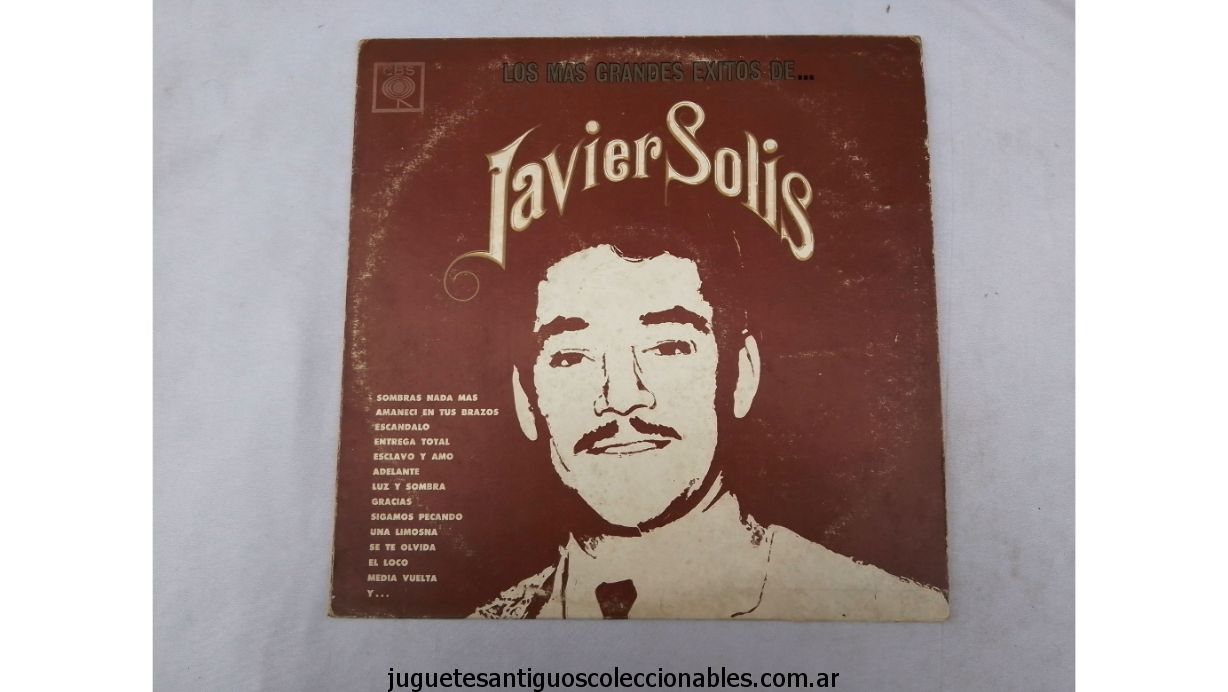 CBS
LOS MAS GRANDES EXITOS DE...
Javier Solis
SOMBRAS NADA MAS
AMANECI EN TUS BRAZOS
ESCANDALO
ENTREGA TOTAL
ESCLAVO Y AMO
ADELANTE
LUZ Y SOMBRA
GRACIAS
SIGAMOS PECANDO
UNA LIMOSNA
SE TE OLVIDA
EL LOCO
MEDIA VUELTA
Y...
juguetesantiguoscoleccionables.com.ar